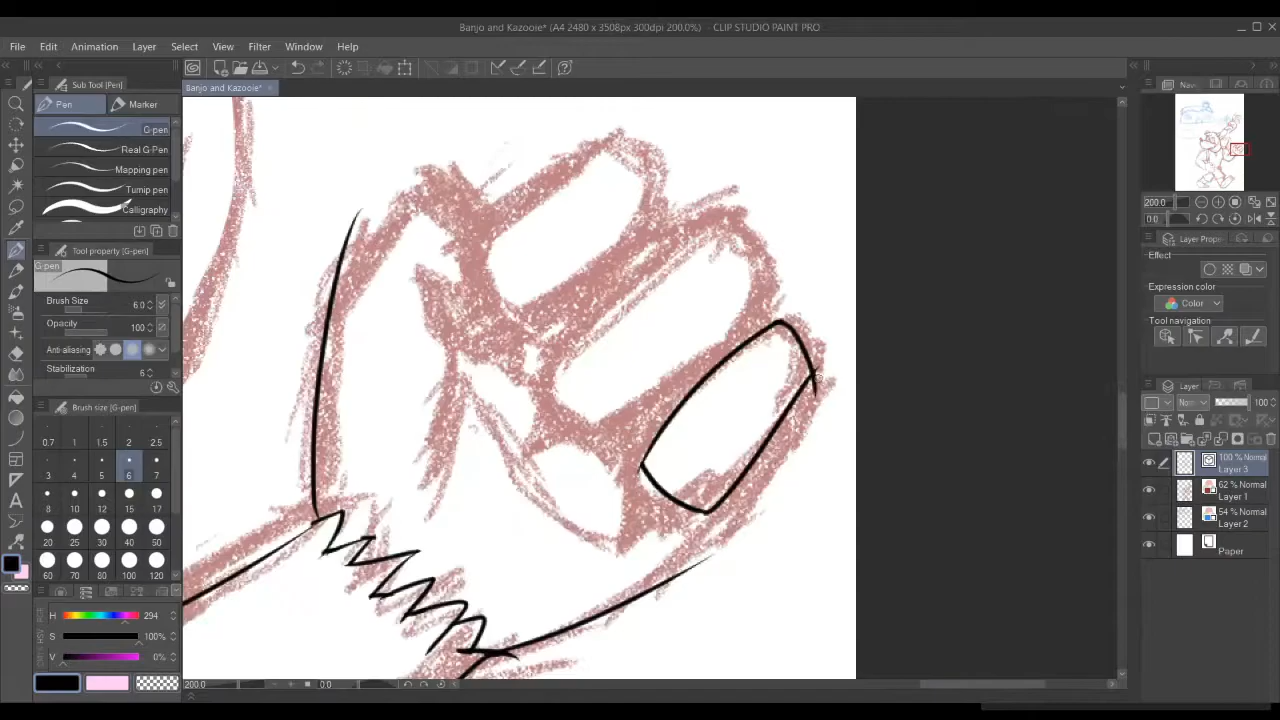 Banjo and Kazooie* (A4 2480 x 3508px 300dpi 200.0%) - CLIP STUDIO PAINT PRO
File Edit Animation Layer Select View Filter Window Help
Sub Tool [Pen]
Banjo and Kazooie*
Pen Marker
G-pen
Real G-Pen
Mapping pen
Turnip pen
Calligraphy
Tool property [G-pen]
G-pen
Brush Size 6.0
Opacity 100
Anti-aliasing
Stabilization 6
Brush size [G-pen]
0.7 1 1.5 2 2.5
3 4 5 6 7
8 10 12 15 17
20 25 30 40 50
60 70 80 100 120
H 294
S 100%
V 0%
200.0 0.0
Nav
200.0
0.0
Layer Prope
Effect
Expression color
Color
Tool navigation
Layer
Nom 100
100 % Normal
Layer 3
62 % Normal
Layer 1
54 % Normal
Layer 2
Paper